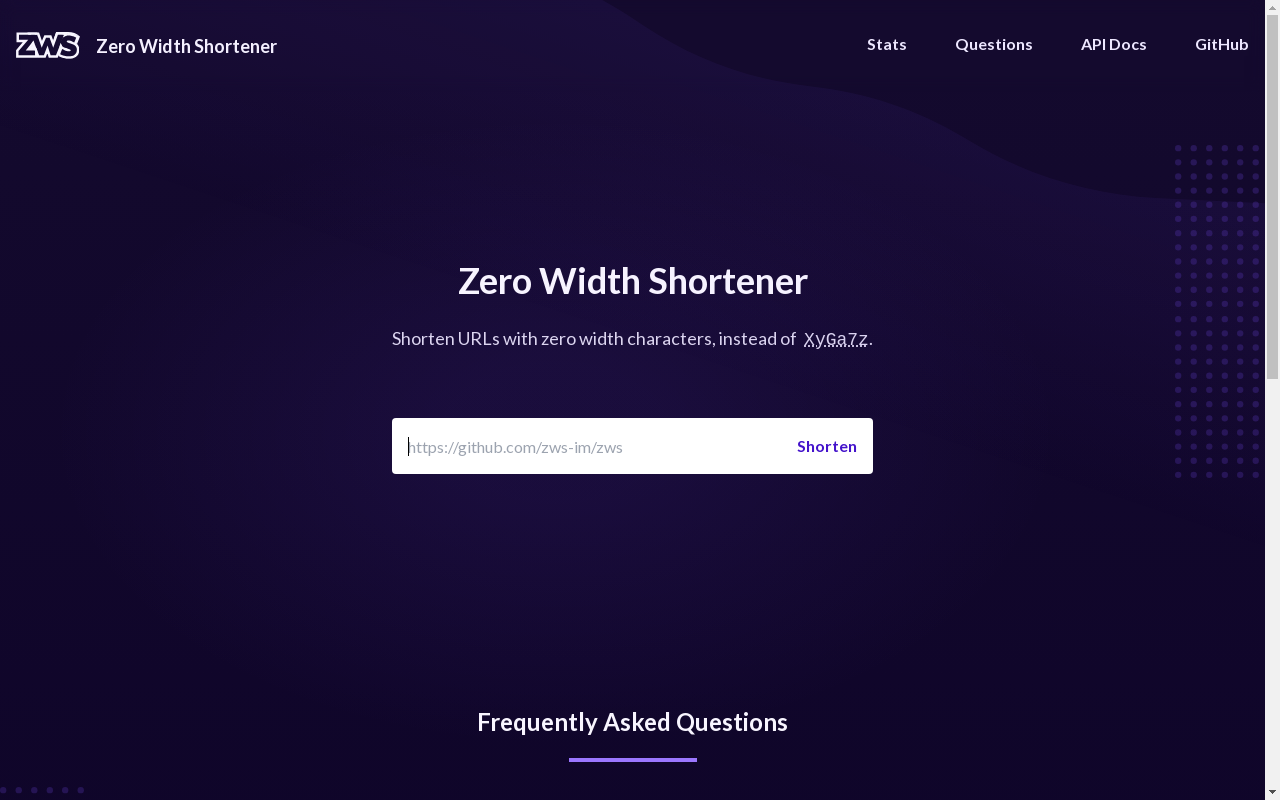 ZWS Zero Width Shortener Stats Questions API Docs GitHub
Zero Width Shortener
Shorten URLs with zero width characters, instead of XyGa7z.
https://github.com/zws-im/zws Shorten
Frequently Asked Questions